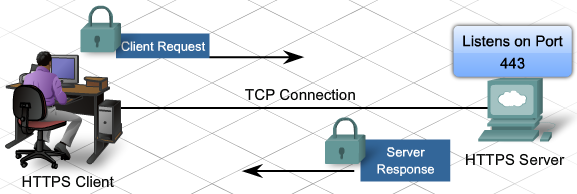 Client Request
Listens on Port
443
TCP Connection
Server
Response
HTTPS Client
HTTPS Server